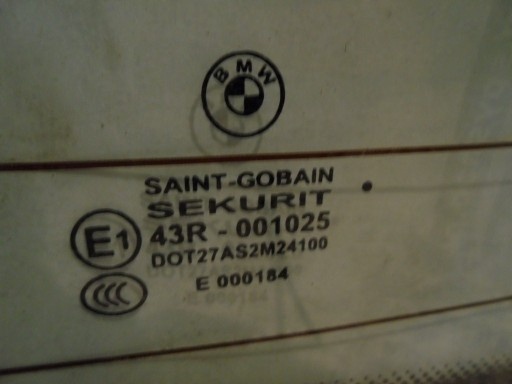 BMW
SAINT-GOBAIN
SEKURIT
E1
43R - 001025
DOT27AS2M24100
E 000184
CCC